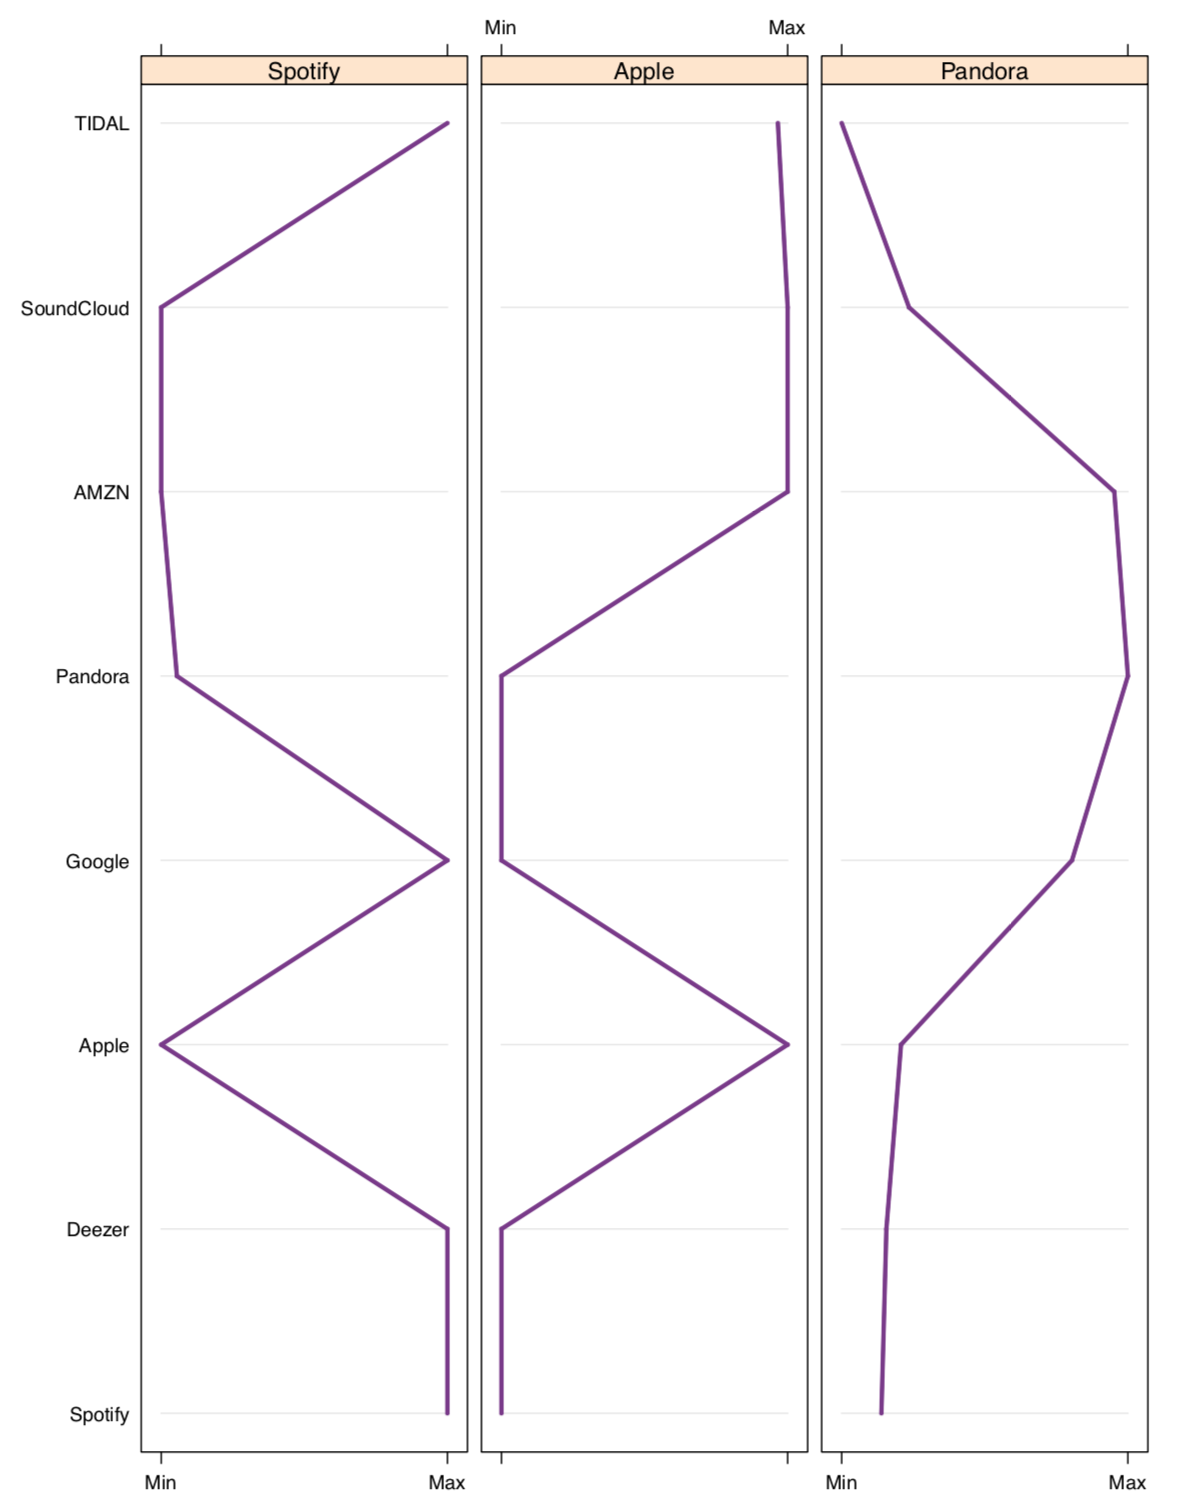 Min Max
Spotify Apple Pandora
TIDAL
SoundCloud
AMZN
Pandora
Google
Apple
Deezer
Spotify
Min Max Min Max